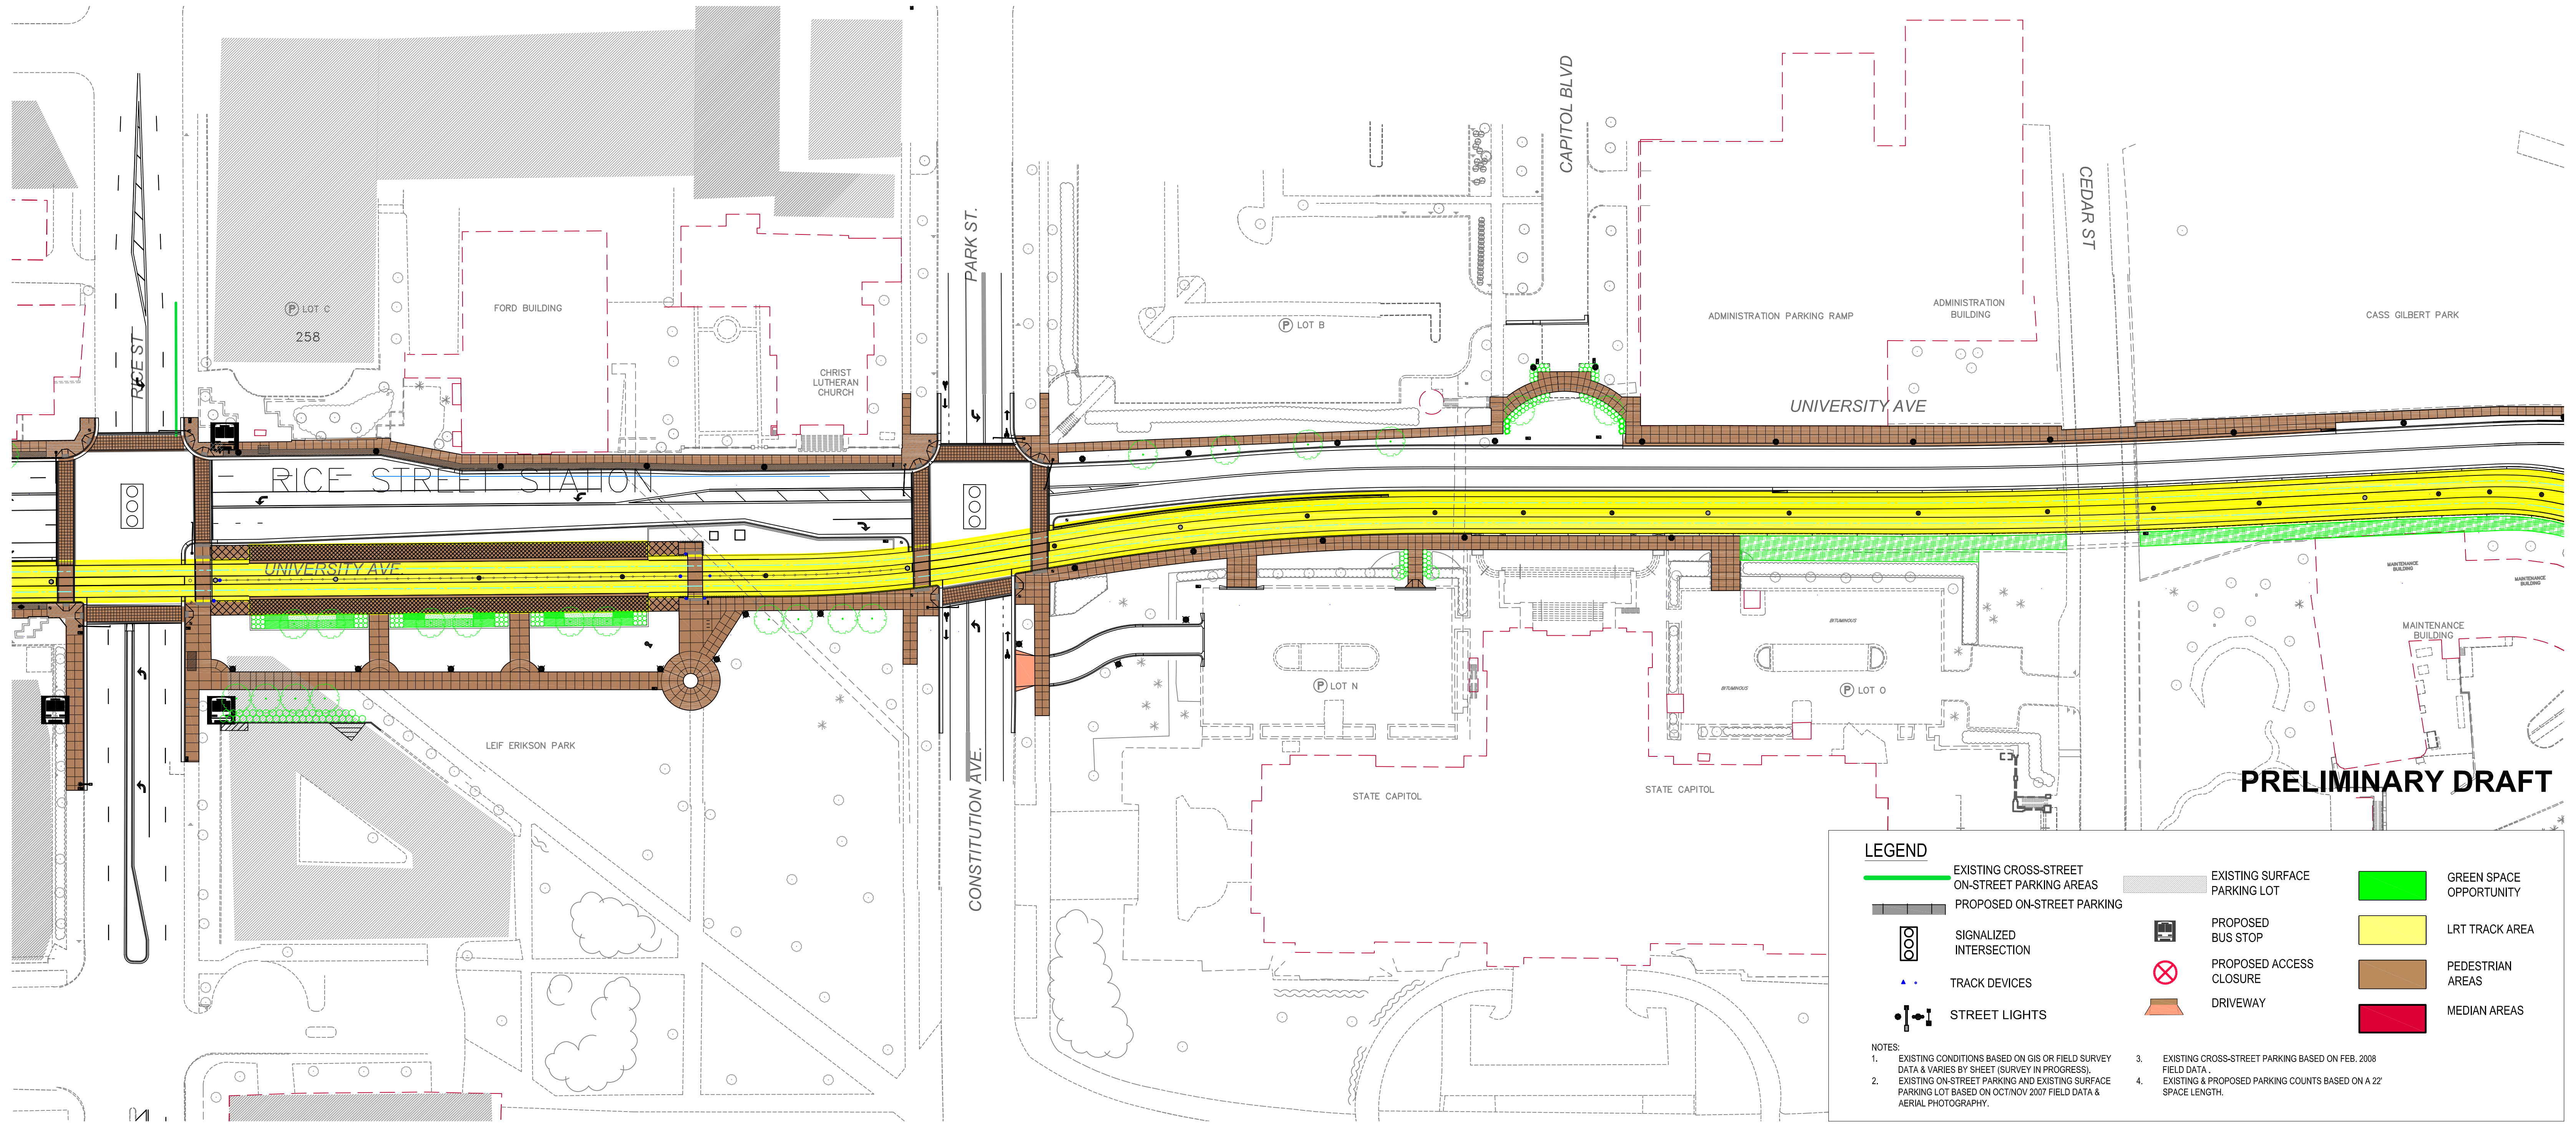 RICE ST
PARK ST.
CAPITOL BLVD
CEDAR ST
Ⓟ LOT C
258
FORD BUILDING
CHRIST
LUTHERAN
CHURCH
Ⓟ LOT B
ADMINISTRATION PARKING RAMP
ADMINISTRATION
BUILDING
CASS GILBERT PARK
UNIVERSITY AVE
RICE STREET STATION
UNIVERSITY AVE.
MAINTENANCE
BUILDING
MAINTENANCE
BUILDING
MAINTENANCE
BUILDING
BITUMINOUS
BITUMINOUS
Ⓟ LOT N
Ⓟ LOT O
LEIF ERIKSON PARK
CONSTITUTION AVE.
STATE CAPITOL
STATE CAPITOL
PRELIMINARY DRAFT
LEGEND
EXISTING CROSS-STREET
ON-STREET PARKING AREAS
PROPOSED ON-STREET PARKING
SIGNALIZED
INTERSECTION
TRACK DEVICES
STREET LIGHTS
EXISTING SURFACE
PARKING LOT
PROPOSED
BUS STOP
PROPOSED ACCESS
CLOSURE
DRIVEWAY
GREEN SPACE
OPPORTUNITY
LRT TRACK AREA
PEDESTRIAN
AREAS
MEDIAN AREAS
NOTES:
1. EXISTING CONDITIONS BASED ON GIS OR FIELD SURVEY
DATA & VARIES BY SHEET (SURVEY IN PROGRESS).
2. EXISTING ON-STREET PARKING AND EXISTING SURFACE
PARKING LOT BASED ON OCT/NOV 2007 FIELD DATA &
AERIAL PHOTOGRAPHY.
3. EXISTING CROSS-STREET PARKING BASED ON FEB. 2008
FIELD DATA .
4. EXISTING & PROPOSED PARKING COUNTS BASED ON A 22'
SPACE LENGTH.